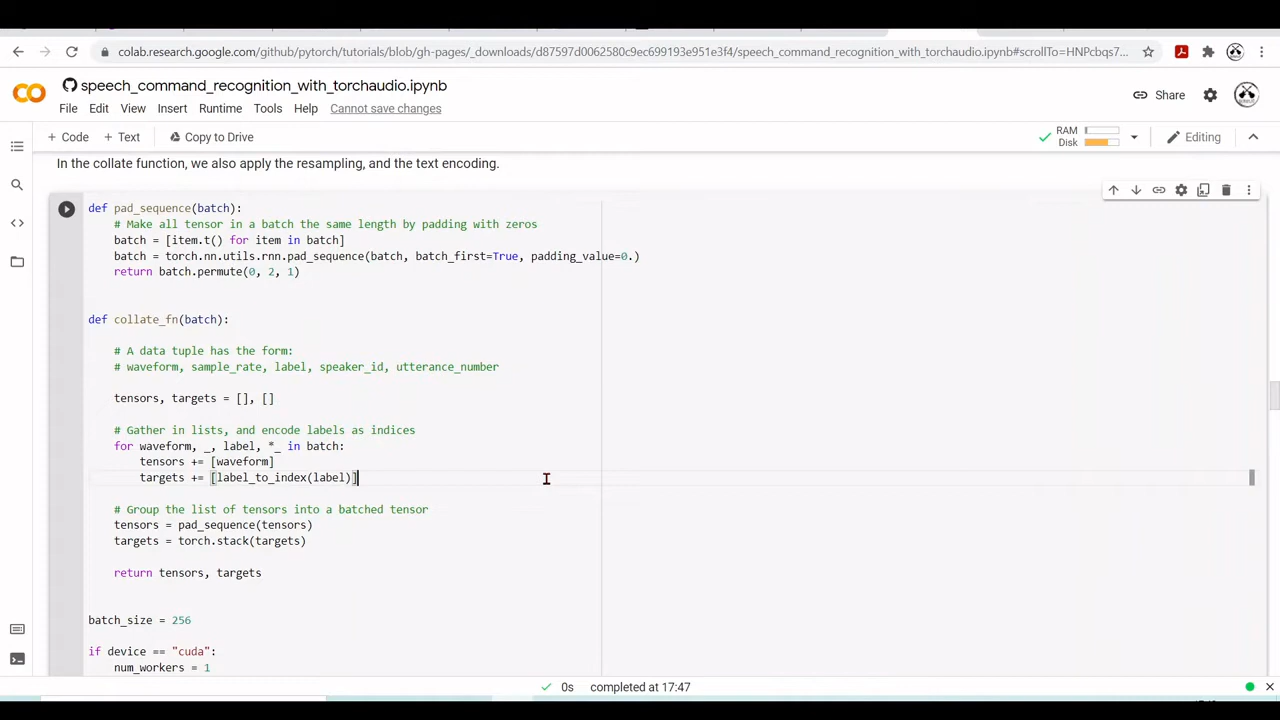 colab.research.google.com/github/pytorch/tutorials/blob/gh-pages/_downloads/d87597d0062580c9ec699193e951e3f4/speech_command_recognition_with_torchaudio.ipynb#scrollTo=HNPcbqs7...
speech_command_recognition_with_torchaudio.ipynb
Share
File Edit View Insert Runtime Tools Help Cannot save changes
+ Code + Text Copy to Drive
RAM
Disk
Editing
In the collate function, we also apply the resampling, and the text encoding.
def pad_sequence(batch):
# Make all tensor in a batch the same length by padding with zeros
batch = [item.t() for item in batch]
batch = torch.nn.utils.rnn.pad_sequence(batch, batch_first=True, padding_value=0.)
return batch.permute(0, 2, 1)
def collate_fn(batch):
# A data tuple has the form:
# waveform, sample_rate, label, speaker_id, utterance_number
tensors, targets = [], []
# Gather in lists, and encode labels as indices
for waveform, _, label, *_ in batch:
tensors += [waveform]
targets += [label_to_index(label)]
# Group the list of tensors into a batched tensor
tensors = pad_sequence(tensors)
targets = torch.stack(targets)
return tensors, targets
batch_size = 256
if device == "cuda":
num_workers = 1
0s completed at 17:47